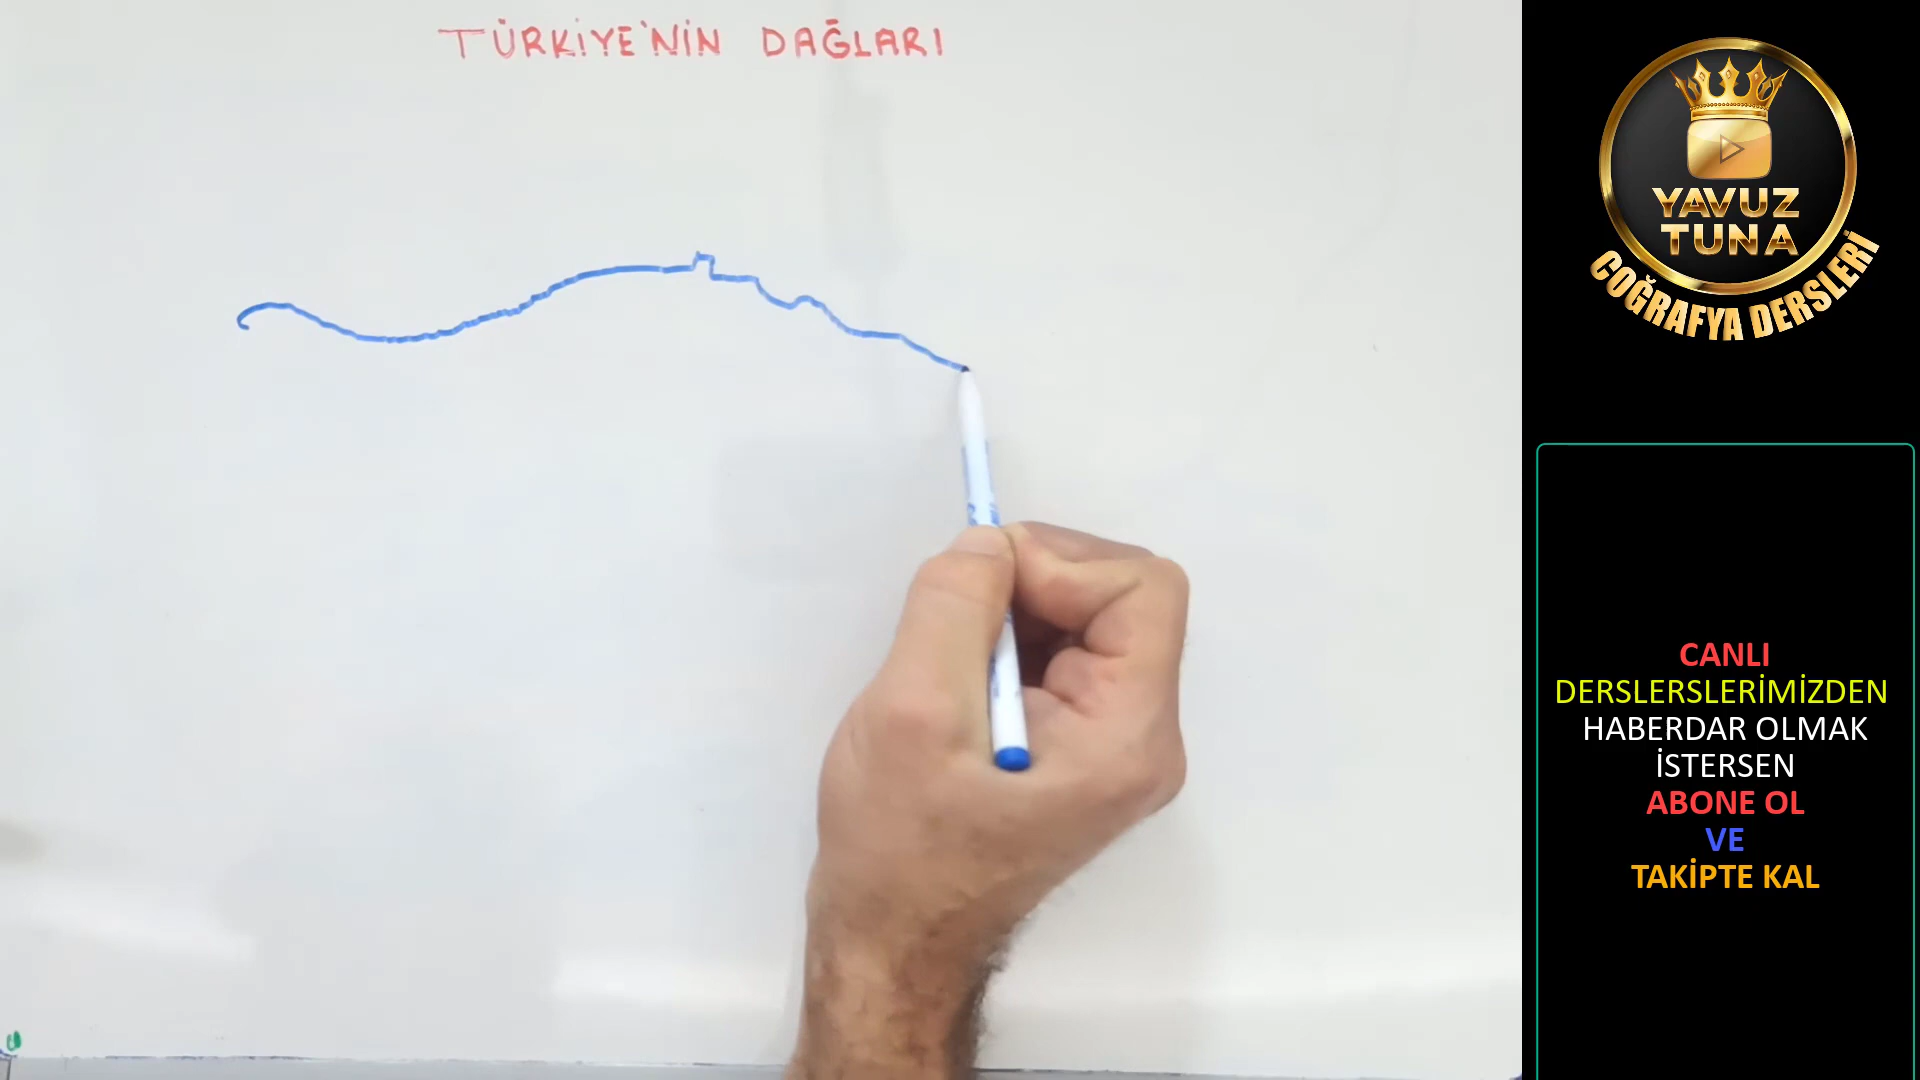 TÜRKİYE'NİN DAĞLARI
YAVUZ
TUNA
COĞRAFYA DERSLERİ
CANLI
DERSLERSLERİMİZDEN
HABERDAR OLMAK
İSTERSEN
ABONE OL
VE
TAKİPTE KAL